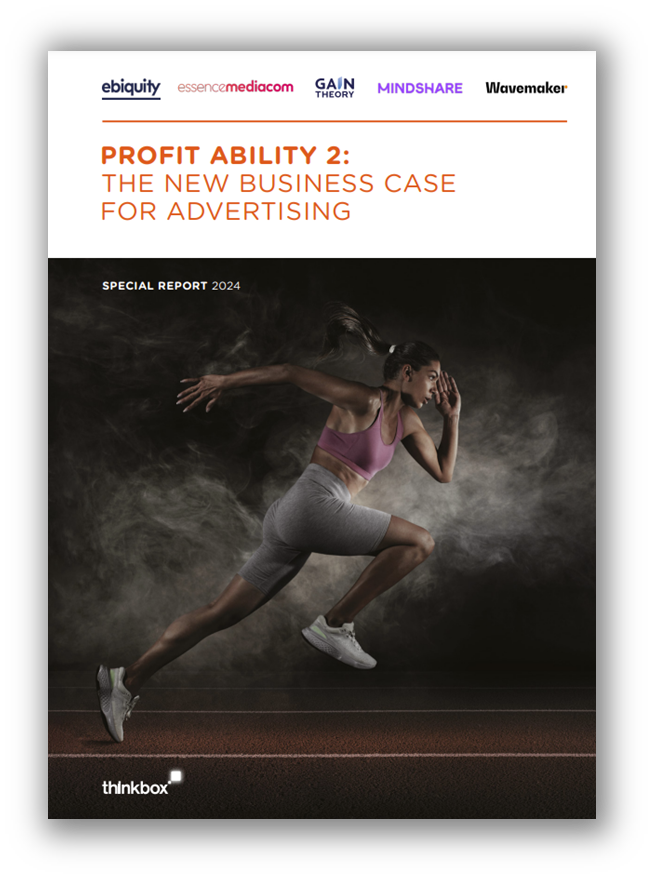 ebiquity essencemediacom GAIN THEORY MINDSHARE Wavemaker
PROFIT ABILITY 2:
THE NEW BUSINESS CASE
FOR ADVERTISING
SPECIAL REPORT 2024
thinkbox